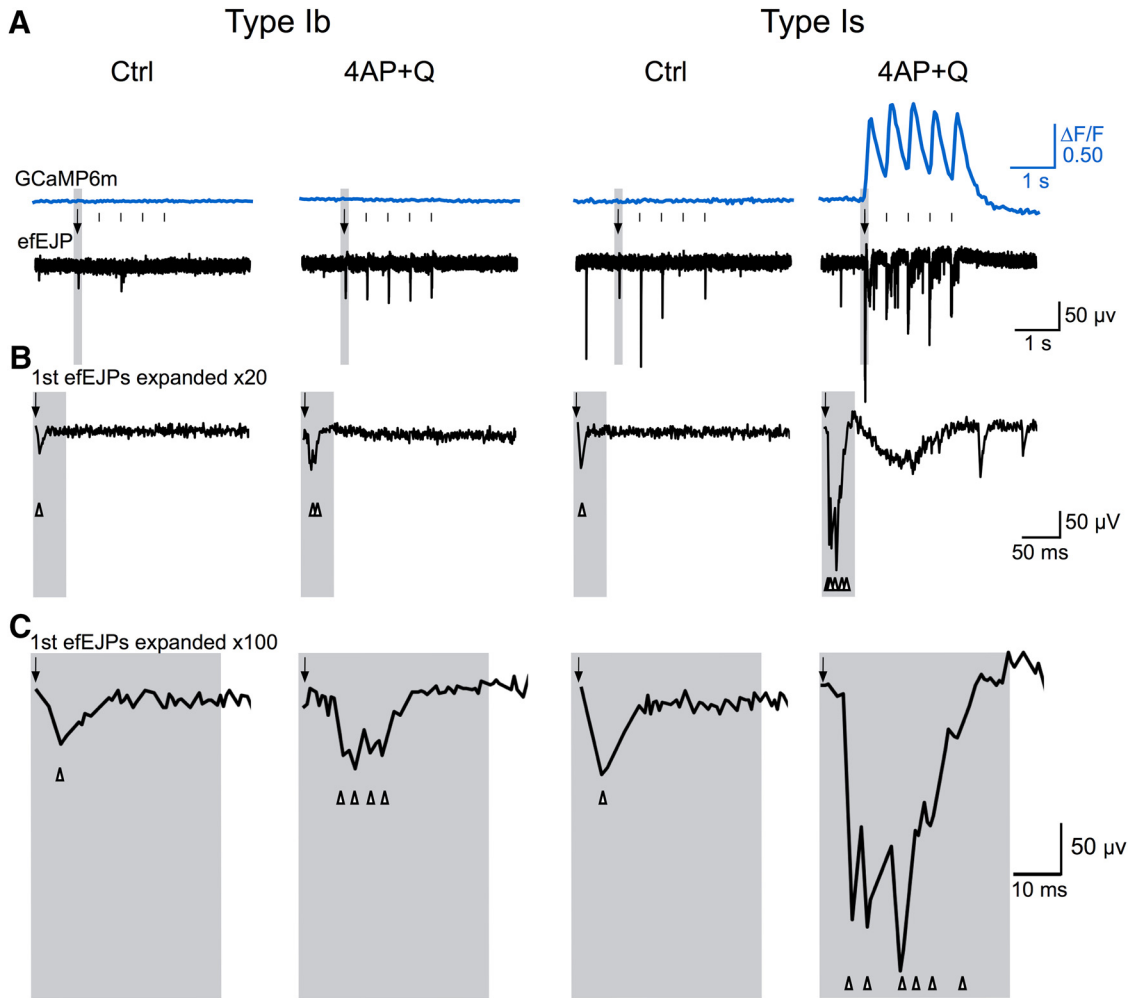 A
Type Ib
Type Is
Ctrl
4AP+Q
Ctrl
4AP+Q
ΔF/F
0.50
1 s
GCaMP6m
efEJP
50 μv
1 s
B
1st efEJPs expanded x20
50 μV
50 ms
C
1st efEJPs expanded x100
50 μv
10 ms